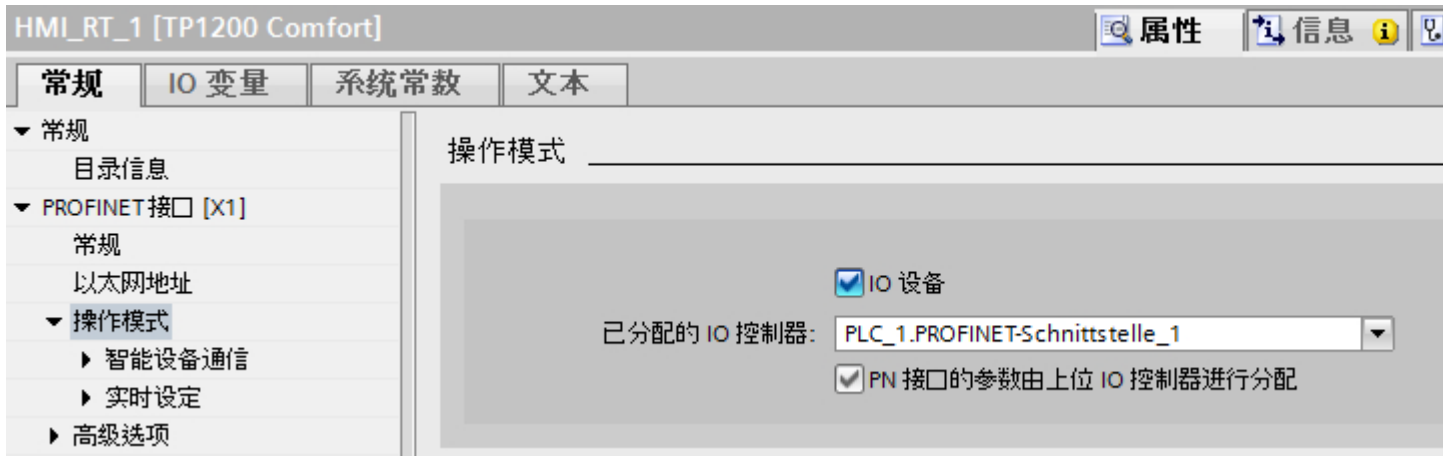 HMI_RT_1 [TP1200 Comfort]
属性
信息
常规
IO 变量
系统常数
文本
常规
目录信息
PROFINET接口 [X1]
常规
以太网地址
操作模式
智能设备通信
实时设定
高级选项
操作模式
IO 设备
已分配的 IO 控制器:
PLC_1.PROFINET-Schnittstelle_1
PN 接口的参数由上位 IO 控制器进行分配